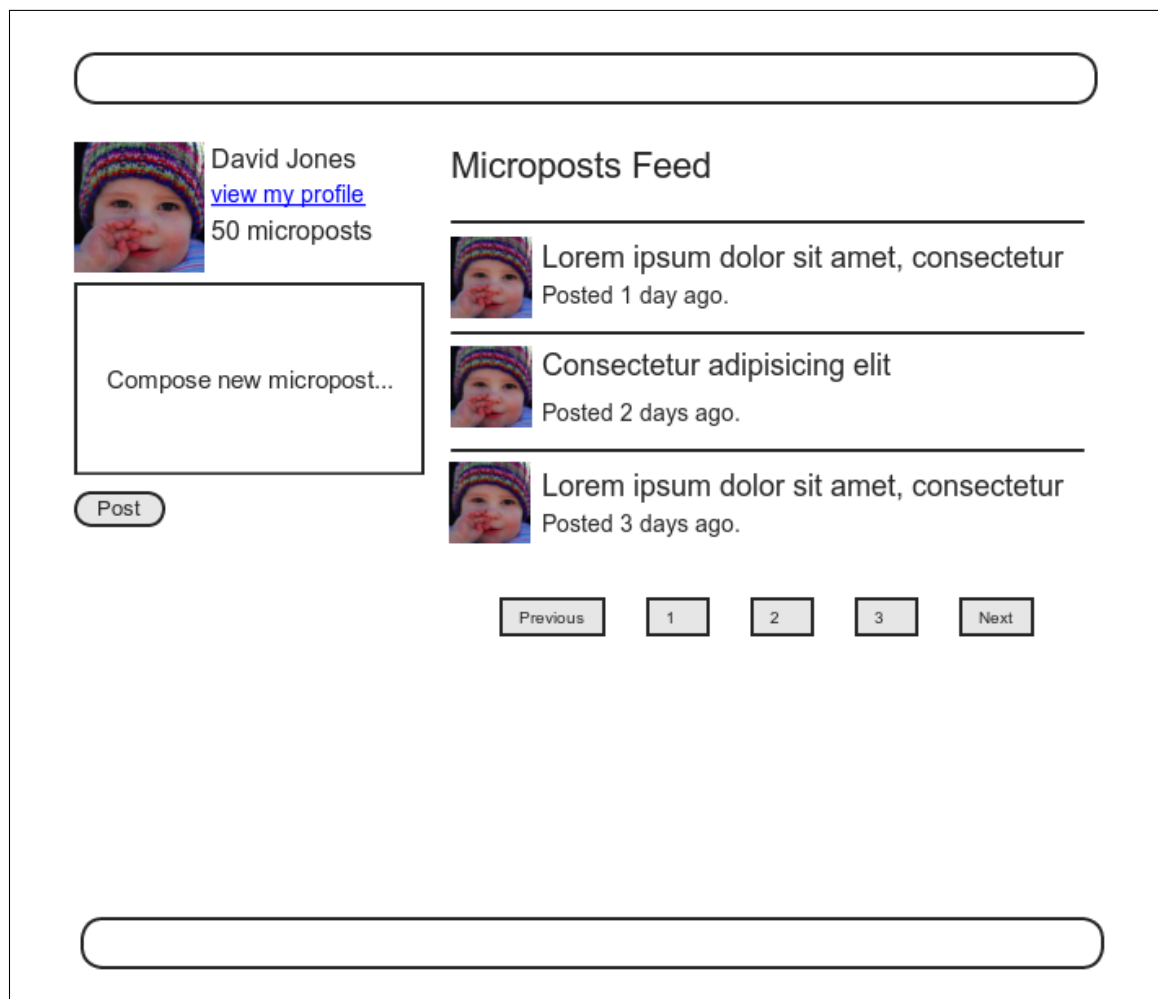 David Jones
view my profile
50 microposts
Compose new micropost...
Post
Microposts Feed
Lorem ipsum dolor sit amet, consectetur
Posted 1 day ago.
Consectetur adipisicing elit
Posted 2 days ago.
Lorem ipsum dolor sit amet, consectetur
Posted 3 days ago.
Previous 1 2 3 Next